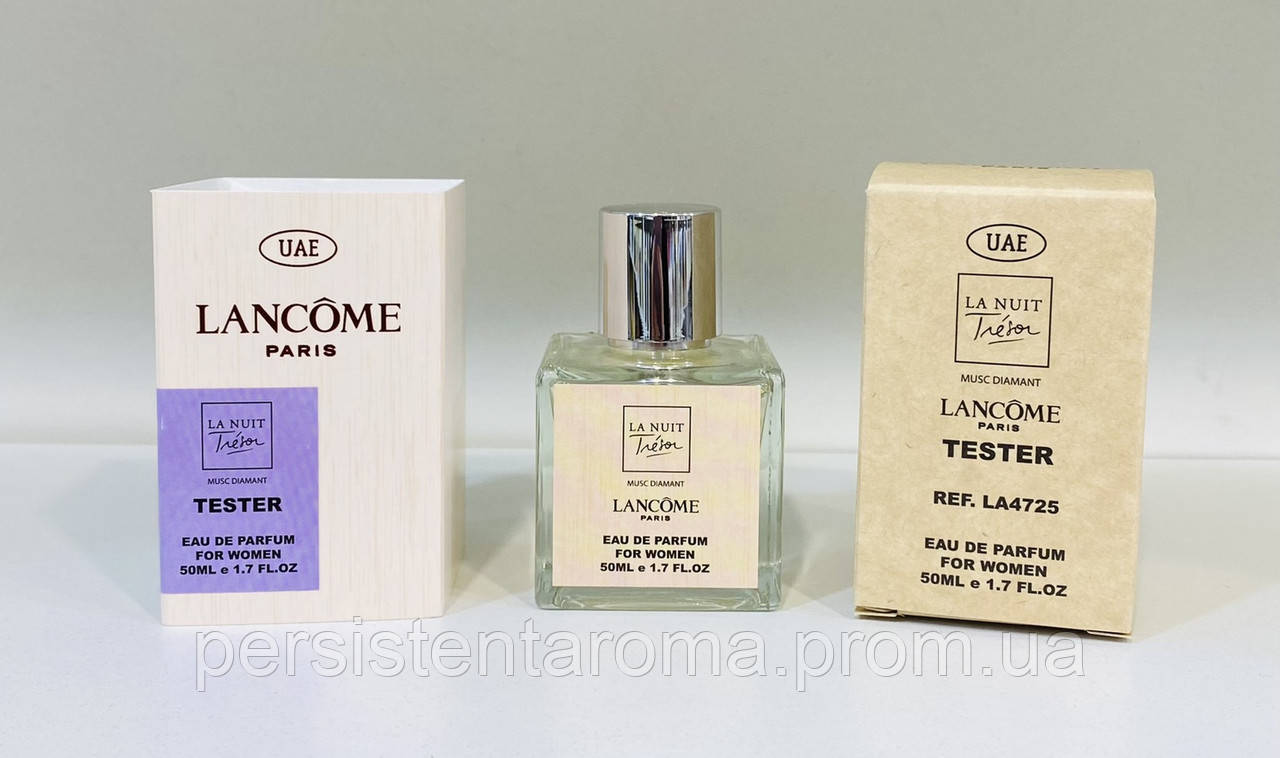 UAE
LANCÔME
PARIS
LA NUIT
Trésor
MUSC DIAMANT
TESTER
EAU DE PARFUM
FOR WOMEN
50ML e 1.7 FL.OZ
LA NUIT
Trésor
MUSC DIAMANT
LANCÔME
PARIS
EAU DE PARFUM
FOR WOMEN
50ML e 1.7 FL.OZ
UAE
LA NUIT
Trésor
MUSC DIAMANT
LANCÔME
PARIS
TESTER
REF. LA4725
EAU DE PARFUM
FOR WOMEN
50ML e 1.7 FL.OZ
persistentaroma.prom.ua